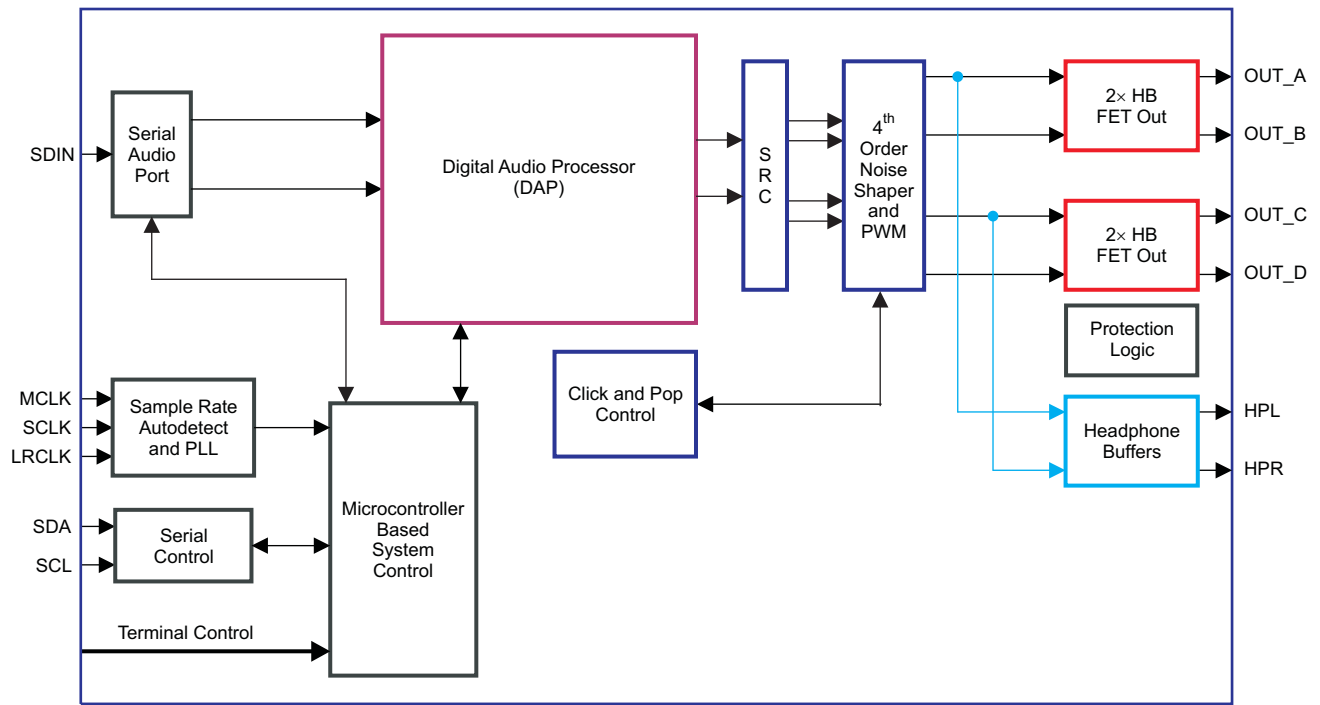 SDIN
Serial
Audio
Port
Digital Audio Processor
(DAP)
S
R
C
4th
Order
Noise
Shaper
and
PWM
2× HB
FET Out
OUT_A
OUT_B
2× HB
FET Out
OUT_C
OUT_D
Protection
Logic
Click and Pop
Control
Headphone
Buffers
HPL
HPR
MCLK
SCLK
LRCLK
Sample Rate
Autodetect
and PLL
SDA
SCL
Serial
Control
Microcontroller
Based
System
Control
Terminal Control